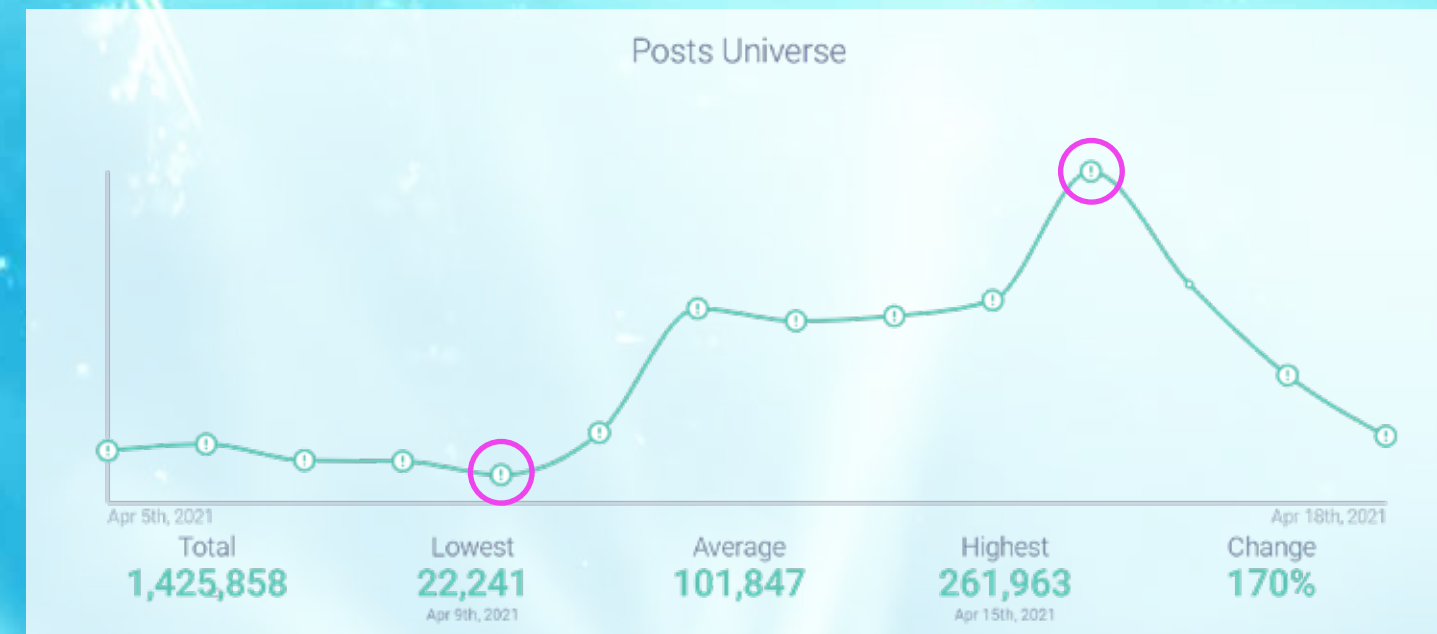 Posts Universe
Apr 5th, 2021
Apr 18th, 2021
Total
Lowest
Average
Highest
Change
1,425,858
22,241
101,847
261,963
170%
Apr 9th, 2021
Apr 15th, 2021